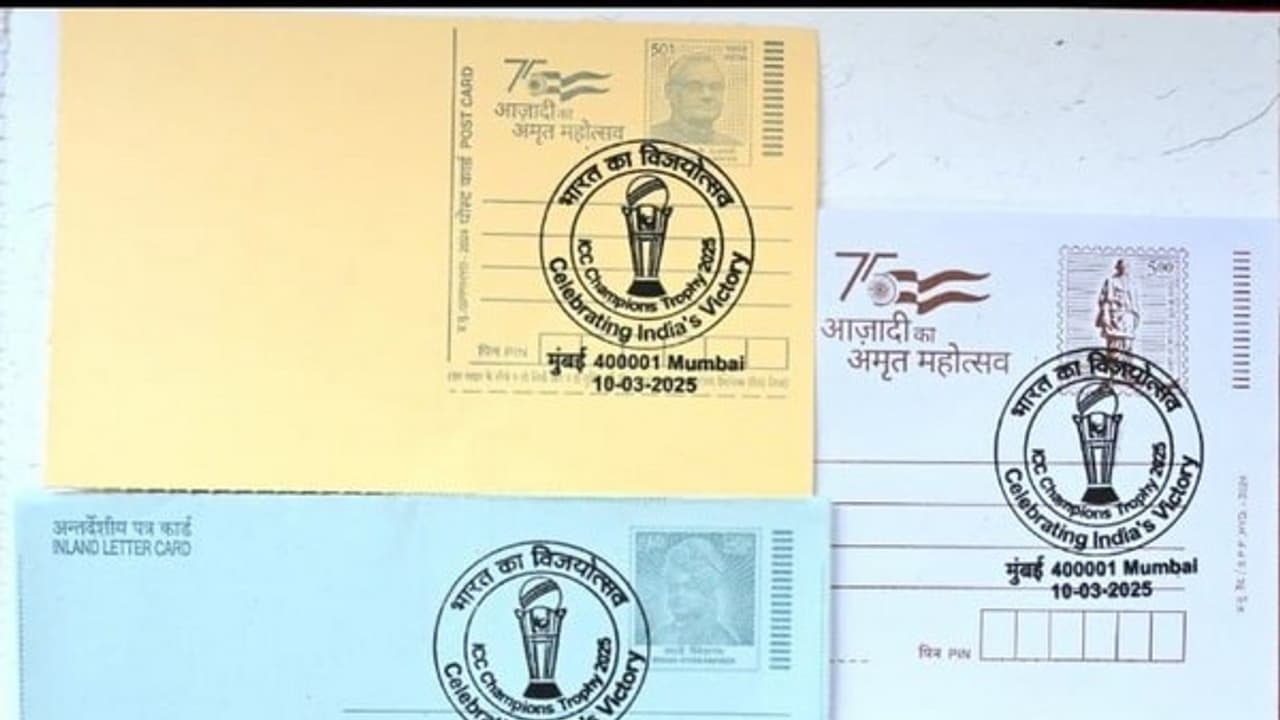 POST CARD
पोस्ट कार्ड
75
आज़ादी का
अमृत महोत्सव
भारत का विजयोत्सव
ICC Champions Trophy 2025
Celebrating India's Victory
पिन PIN
मुंबई 400001 Mumbai
10-03-2025
75
आज़ादी का
अमृत महोत्सव
भारत का विजयोत्सव
ICC Champions Trophy 2025
Celebrating India's Victory
मुंबई 400001 Mumbai
10-03-2025
पिन PIN
अन्तर्देशीय पत्र कार्ड
INLAND LETTER CARD
भारत का विजयोत्सव
ICC Champions Trophy 2025
India's Victory